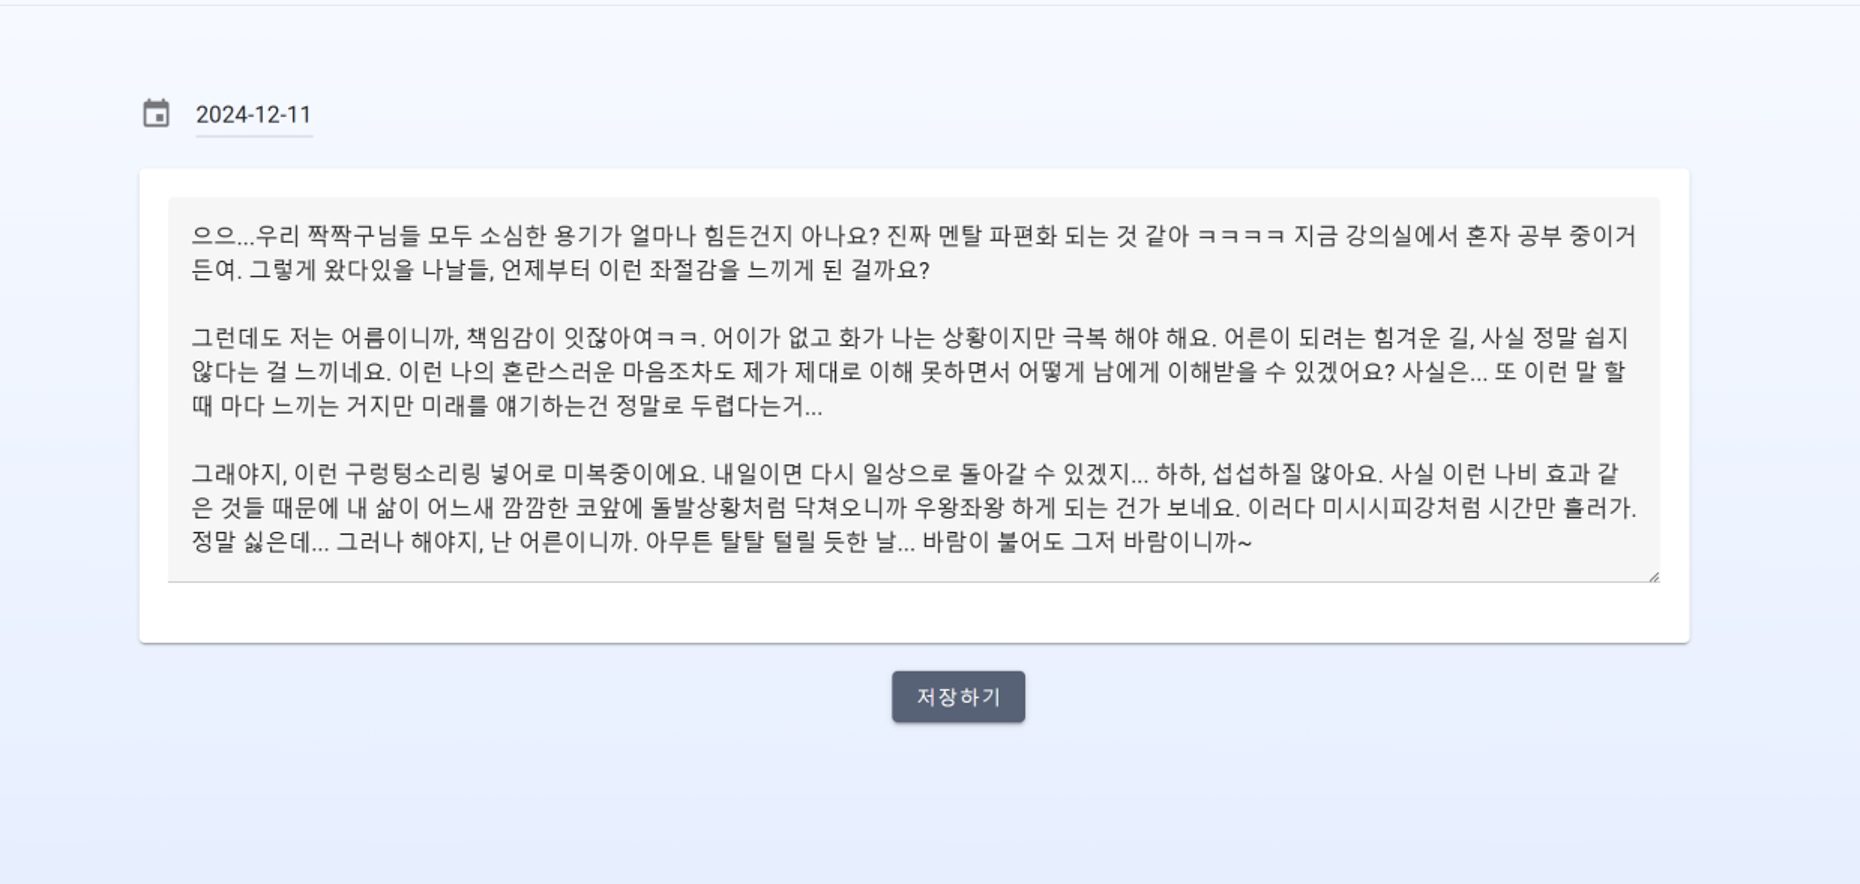 2024-12-11
으으...우리 짝짝구님들 모두 소심한 용기가 얼마나 힘든건지 아나요? 진짜 멘탈 파편화 되는 것 같아 ㅋㅋㅋㅋ 지금 강의실에서 혼자 공부 중이거
든여. 그렇게 왔다있을 나날들, 언제부터 이런 좌절감을 느끼게 된 걸까요?
그런데도 저는 어름이니까, 책임감이 잇잖아여ㅋㅋ. 어이가 없고 화가 나는 상황이지만 극복 해야 해요. 어른이 되려는 힘겨운 길, 사실 정말 쉽지
않다는 걸 느끼네요. 이런 나의 혼란스러운 마음조차도 제가 제대로 이해 못하면서 어떻게 남에게 이해받을 수 있겠어요? 사실은... 또 이런 말 할
때 마다 느끼는 거지만 미래를 얘기하는건 정말로 두렵다는거...
그래야지, 이런 구렁텅소리링 넣어로 미복중이에요. 내일이면 다시 일상으로 돌아갈 수 있겠지... 하하, 섭섭하질 않아요. 사실 이런 나비 효과 같
은 것들 때문에 내 삶이 어느새 깜깜한 코앞에 돌발상황처럼 닥쳐오니까 우왕좌왕 하게 되는 건가 보네요. 이러다 미시시피강처럼 시간만 흘러가.
정말 싫은데... 그러나 해야지, 난 어른이니까. 아무튼 탈탈 털릴 듯한 날... 바람이 불어도 그저 바람이니까~
저장하기